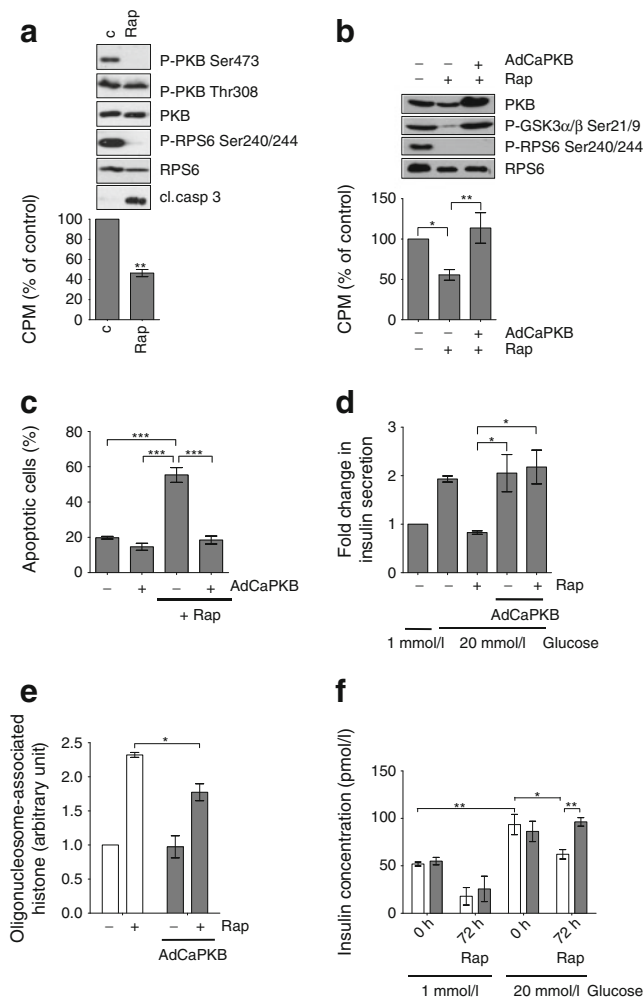 a
c
Rap
P-PKB Ser473
P-PKB Thr308
PKB
P-RPS6 Ser240/244
RPS6
cl.casp 3
CPM (% of control)
100
80
60
40
20
0
**
c
Rap
b
– – + AdCaPKB
– + + Rap
PKB
P-GSK3α/β Ser21/9
P-RPS6 Ser240/244
RPS6
CPM (% of control)
150
100
50
0
* **
– – + AdCaPKB
– + + Rap
c
Apoptotic cells (%)
80
60
40
20
0
*** *** ***
– + – + AdCaPKB
+ Rap
d
Fold change in
insulin secretion
3
2
1
0
* *
– – + – + Rap
AdCaPKB
1 mmol/l 20 mmol/l Glucose
e
Oligonucleosome-associated
histone (arbitrary unit)
2.5
2.0
1.5
1.0
0.5
0.0
*
– + – + Rap
AdCaPKB
f
Insulin concentration (pmol/l)
150
100
50
0
** * **
0 h 72 h 0 h 72 h
Rap Rap
1 mmol/l 20 mmol/l Glucose